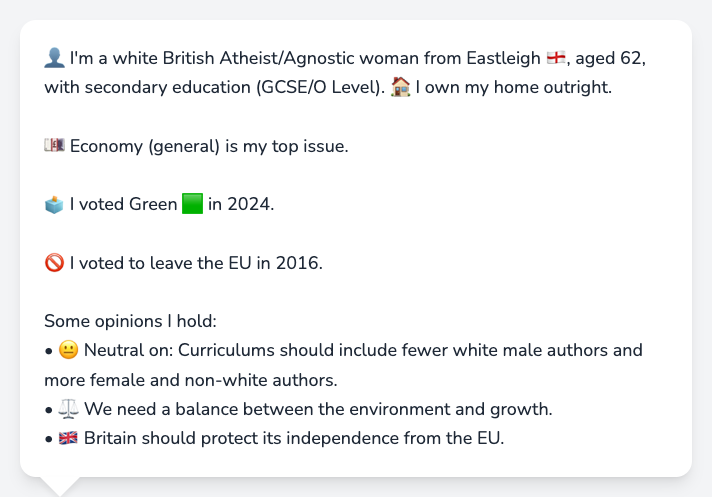 👤 I'm a white British Atheist/Agnostic woman from Eastleigh 🏴󠁧󠁢󠁥󠁮󠁧󠁿, aged 62,
with secondary education (GCSE/O Level). 🏠 I own my home outright.
💷 Economy (general) is my top issue.
🗳️ I voted Green 🟩 in 2024.
🚫 I voted to leave the EU in 2016.
Some opinions I hold:
• 😐 Neutral on: Curriculums should include fewer white male authors and
more female and non-white authors.
• ⚖️ We need a balance between the environment and growth.
• 🇬🇧 Britain should protect its independence from the EU.